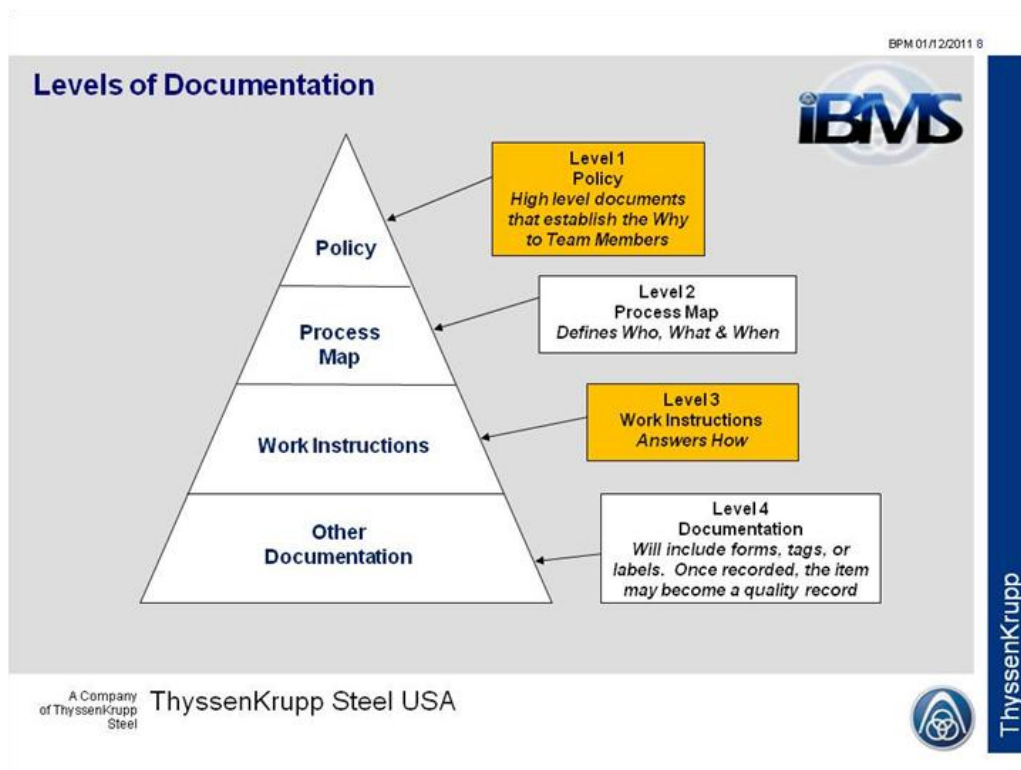 BPM 01/12/2011 8
Levels of Documentation
iBMS
Policy
Process
Map
Work Instructions
Other
Documentation
Level 1
Policy
High level documents
that establish the Why
to Team Members
Level 2
Process Map
Defines Who, What & When
Level 3
Work Instructions
Answers How
Level 4
Documentation
Will include forms, tags, or
labels. Once recorded, the item
may become a quality record
A Company
of ThyssenKrupp
Steel
ThyssenKrupp Steel USA
ThyssenKrupp